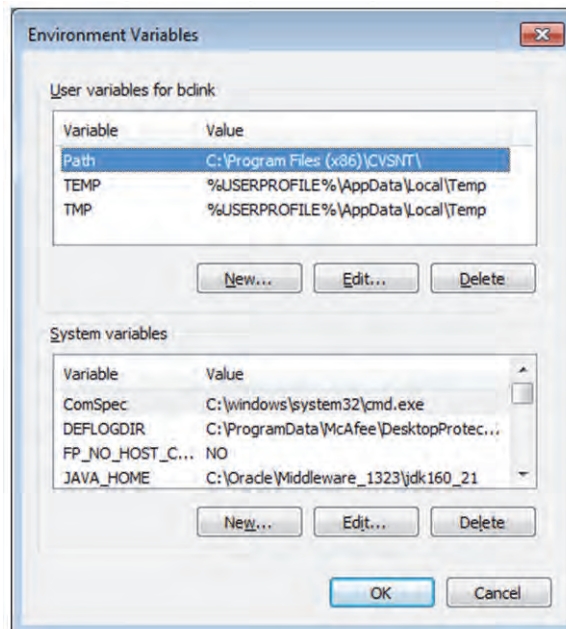 Environment Variables
User variables for bclink
Variable Value
Path C:\Program Files (x86)\CVSNT\
TEMP %USERPROFILE%\AppData\Local\Temp
TMP %USERPROFILE%\AppData\Local\Temp
New... Edit... Delete
System variables
Variable Value
ComSpec C:\windows\system32\cmd.exe
DEFLOGDIR C:\ProgramData\McAfee\DesktopProtec...
FP_NO_HOST_C... NO
JAVA_HOME C:\Oracle\Middleware_1323\jdk160_21
New... Edit... Delete
OK Cancel